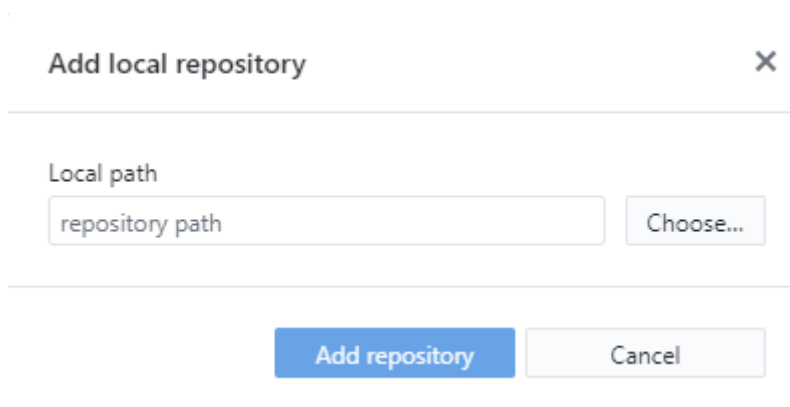 Add local repository
Local path
repository path
Choose...
Add repository
Cancel